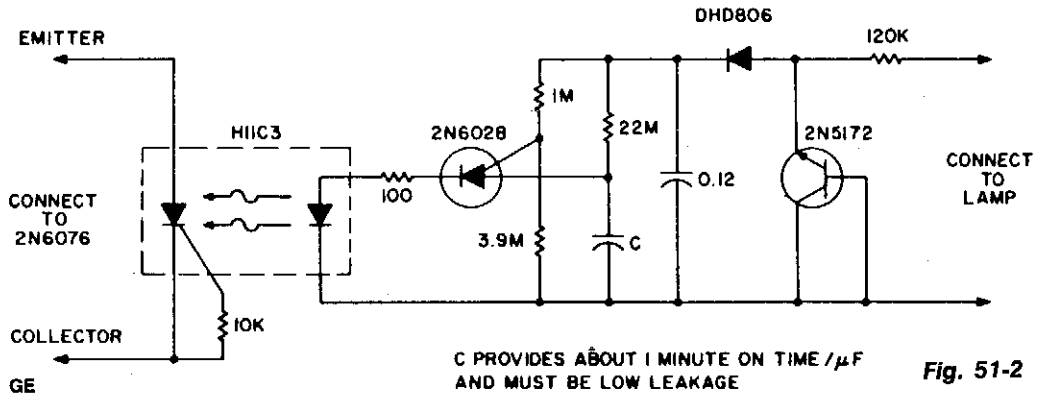 DHD806
EMITTER
120K
1M
H11C3
2N6028
22M
2N5172
CONNECT
TO
2N6076
100
0.12
CONNECT
TO
LAMP
3.9M
C
10K
COLLECTOR
GE
C PROVIDES ABOUT 1 MINUTE ON TIME/µF
AND MUST BE LOW LEAKAGE
Fig. 51-2